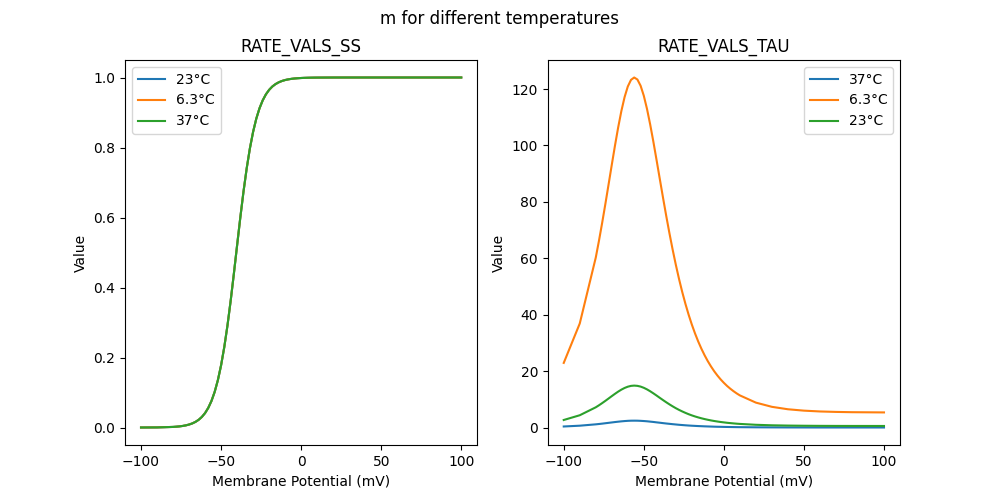 m for different temperatures
RATE_VALS_SS
1.0
0.8
0.6
0.4
0.2
0.0
Value
23°C
6.3°C
37°C
−100
−50
0
50
100
Membrane Potential (mV)
RATE_VALS_TAU
120
100
80
60
40
20
0
Value
37°C
6.3°C
23°C
−100
−50
0
50
100
Membrane Potential (mV)